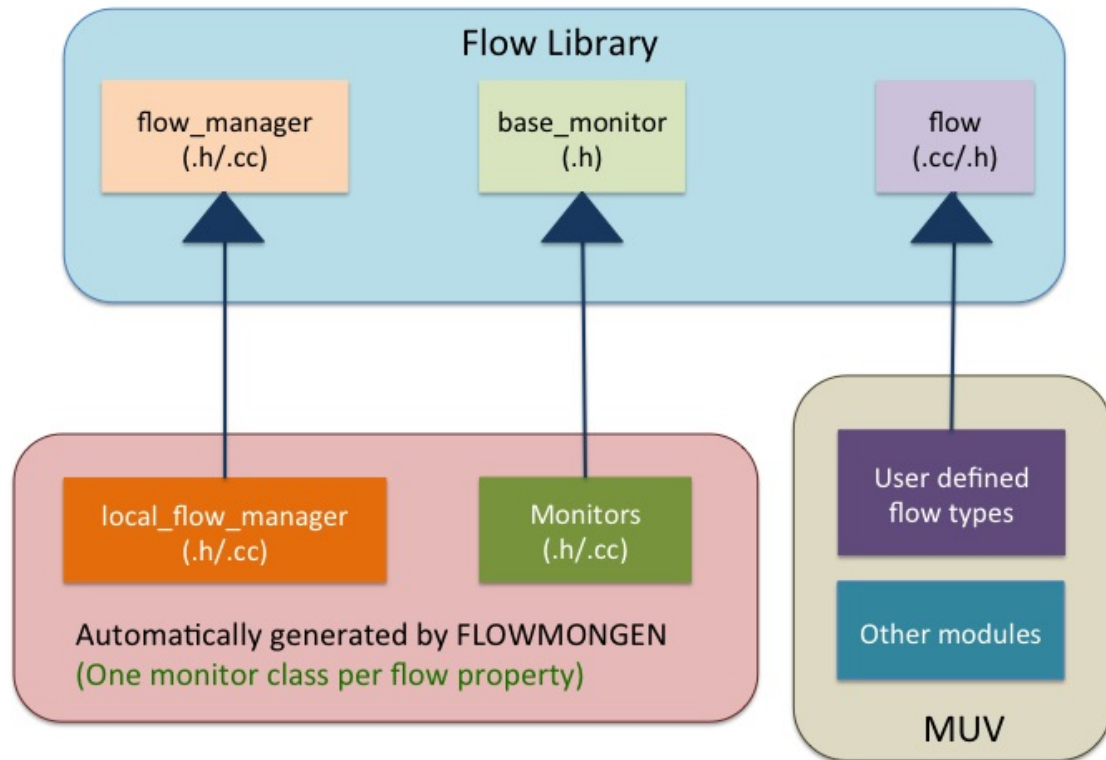 Flow Library
flow_manager
(.h/.cc)
base_monitor
(.h)
flow
(.cc/.h)
local_flow_manager
(.h/.cc)
Monitors
(.h/.cc)
Automatically generated by FLOWMONGEN
(One monitor class per flow property)
User defined
flow types
Other modules
MUV